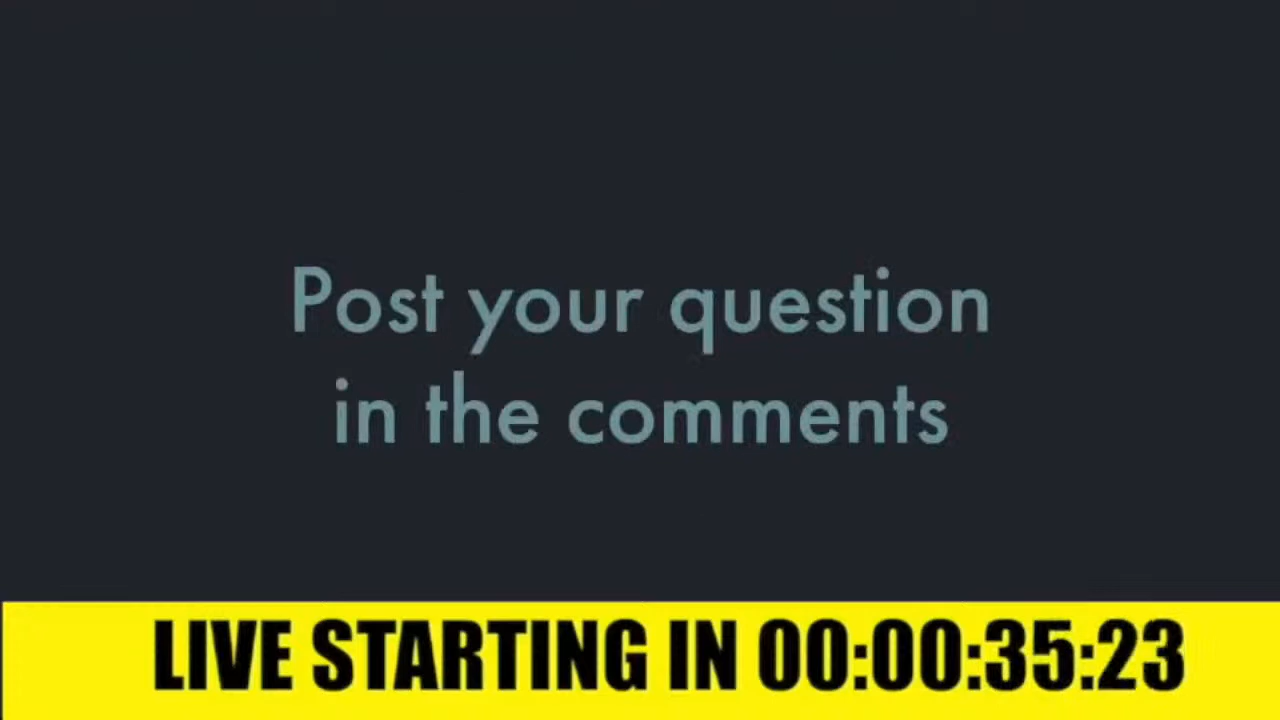 Post your question
in the comments
LIVE STARTING IN 00:00:35:23